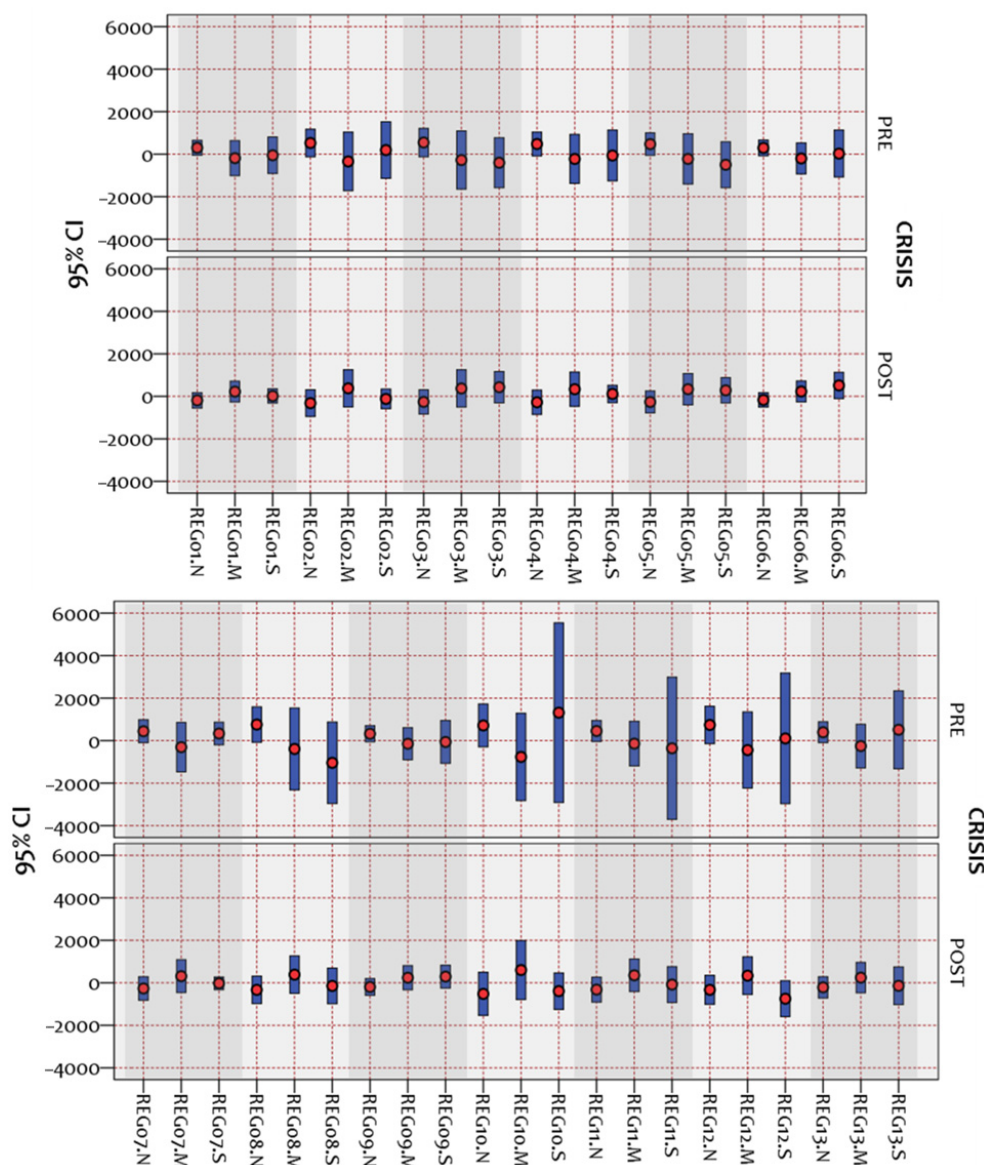 6000
4000
2000
0
−2000
−4000
PRE
6000
4000
2000
0
−2000
−4000
POST
95% CI
CRISIS
REG01.N
REG01.M
REG01.S
REG02.N
REG02.M
REG02.S
REG03.N
REG03.M
REG03.S
REG04.N
REG04.M
REG04.S
REG05.N
REG05.M
REG05.S
REG06.N
REG06.M
REG06.S
6000
4000
2000
0
−2000
−4000
PRE
6000
4000
2000
0
−2000
−4000
POST
95% CI
CRISIS
REG07.N
REG07.M
REG07.S
REG08.N
REG08.M
REG08.S
REG09.N
REG09.M
REG09.S
REG10.N
REG10.M
REG10.S
REG11.N
REG11.M
REG11.S
REG12.N
REG12.M
REG12.S
REG13.N
REG13.M
REG13.S